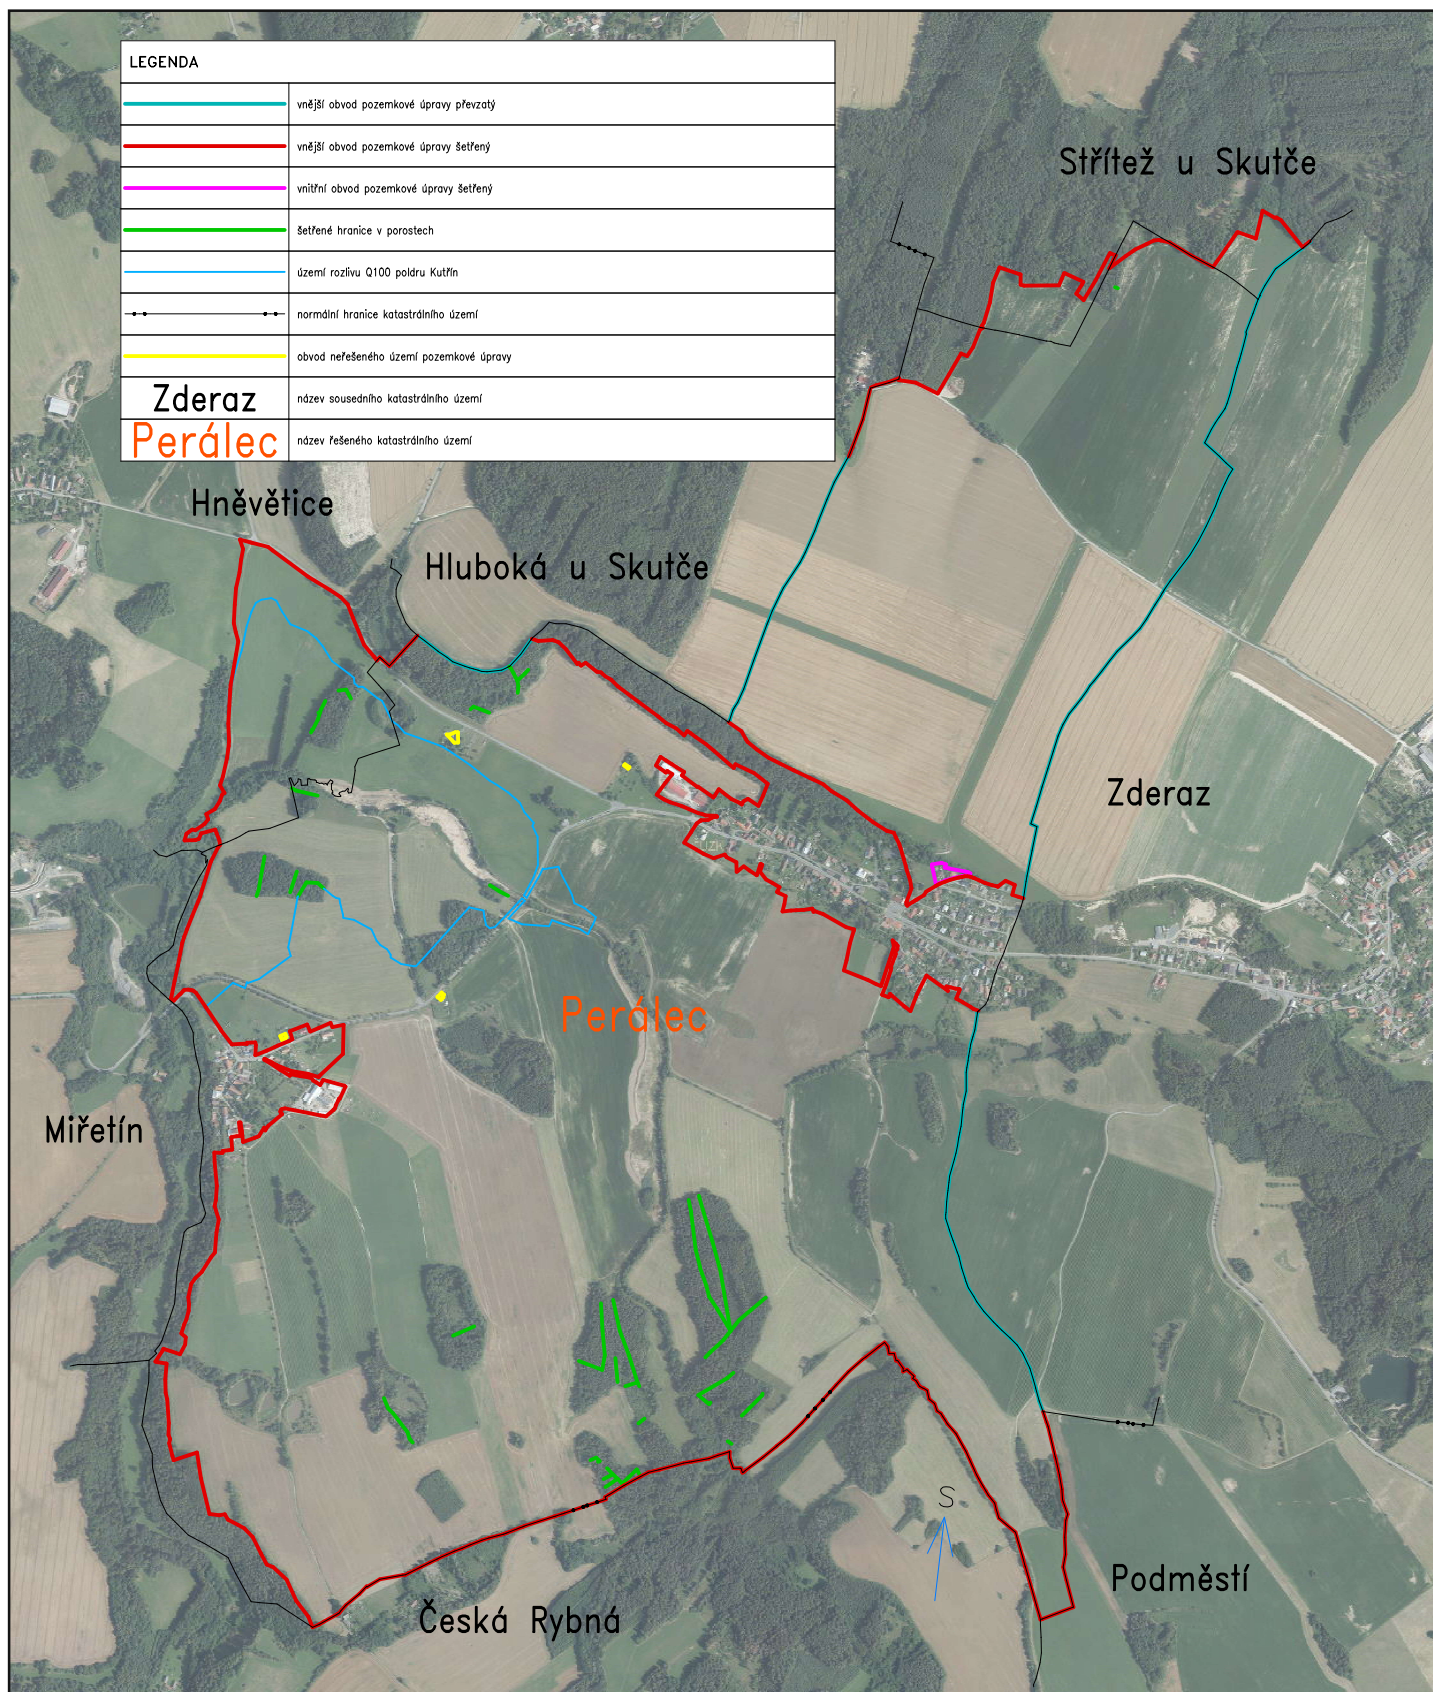 LEGENDA
vnější obvod pozemkové úpravy převzatý
vnější obvod pozemkové úpravy šetřený
vnitřní obvod pozemkové úpravy šetřený
šetřené hranice v porostech
území rozlivu Q100 poldru Kutřín
normální hranice katastrálního území
obvod neřešeného území pozemkové úpravy
Zderaz název sousedního katastrálního území
Perálec název řešeného katastrálního území
Střítež u Skutče
Hněvětice
Hluboká u Skutče
Zderaz
Perálec
Miřetín
S
Podměstí
Česká Rybná